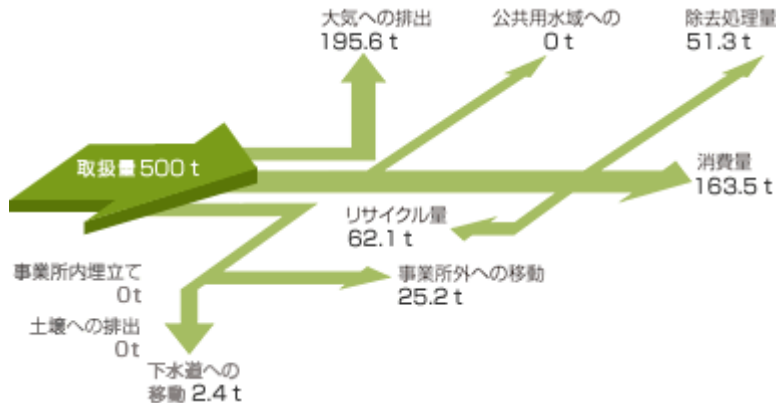 大気への排出
195.6 t
公共用水域への
0 t
除去処理量
51.3 t
取扱量 500 t
消費量
163.5 t
リサイクル量
62.1 t
事業所内埋立て
0t
事業所外への移動
25.2 t
土壌への排出
0t
下水道への
移動 2.4 t